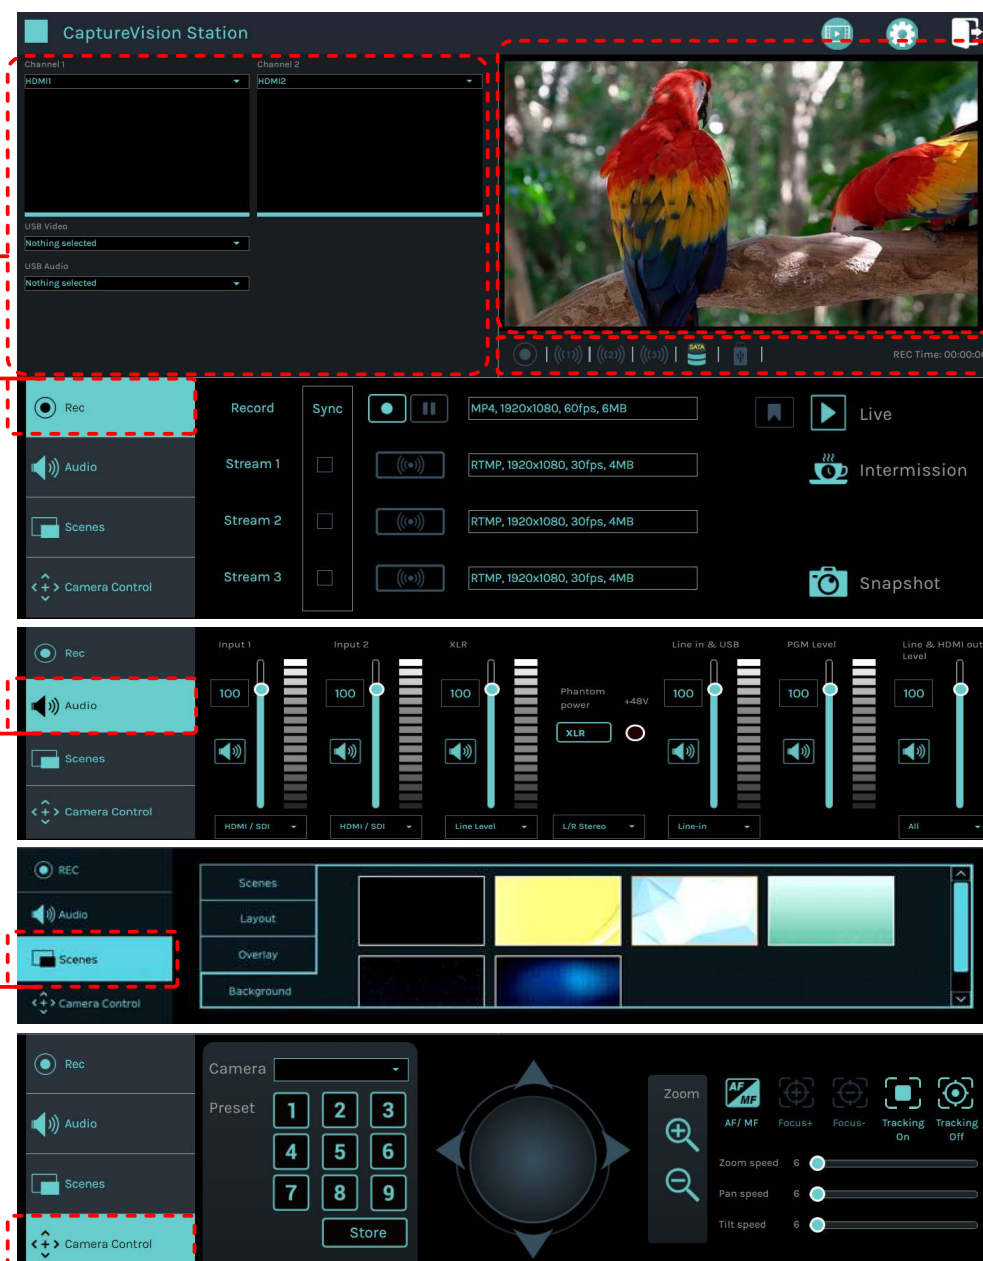 CaptureVision Station
Channel 1
Channel 2
HDMI1
HDMI2
USB Video
Nothing selected
USB Audio
Nothing selected
((1))
((2))
((3))
SATA
REC Time: 00:00:00
Rec
Audio
Scenes
Camera Control
Record
Sync
MP4, 1920x1080, 60fps, 6MB
Live
Stream 1
RTMP, 1920x1080, 30fps, 4MB
Intermission
Stream 2
RTMP, 1920x1080, 30fps, 4MB
Stream 3
RTMP, 1920x1080, 30fps, 4MB
Snapshot
Rec
Audio
Scenes
Camera Control
Input 1
Input 2
XLR
Line in & USB
PGM Level
Line & HDMI out
Level
100
100
100
Phantom
power
+48V
XLR
100
100
100
HDMI / SDI
HDMI / SDI
Line Level
L/R Stereo
Line-in
All
REC
Audio
Scenes
Camera Control
Scenes
Layout
Overlay
Background
Rec
Audio
Scenes
Camera Control
Camera
Preset
1 2 3
4 5 6
7 8 9
Store
Zoom
AF/MF
AF/ MF
Focus+
Focus-
Tracking
On
Tracking
Off
Zoom speed 6
Pan speed 6
Tilt speed 6